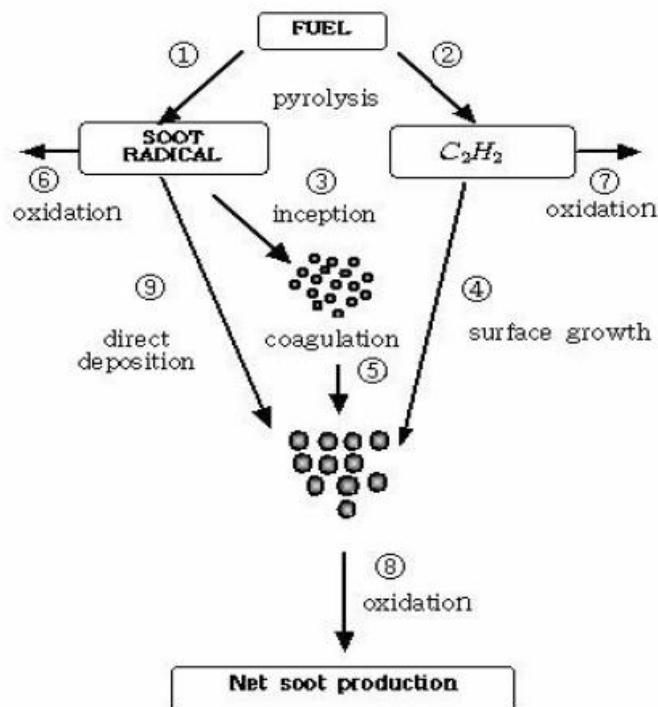 FUEL
①
②
pyrolysis
SOOT
RADICAL
C₂H₂
⑥
oxidation
③
inception
⑦
oxidation
⑨
direct
deposition
coagulation
⑤
④
surface growth
⑧
oxidation
Net soot production